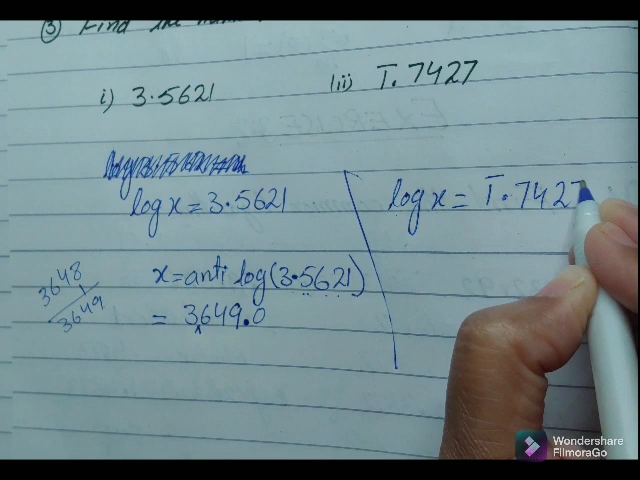 ③ Find the
i) 3.5621
(ii) T̅.7427
log x = 3.5621
x = anti log (3.5621)
= 3649.0
3648
1
3649
log x = T̅.7427
Wondershare
FilmoraGo